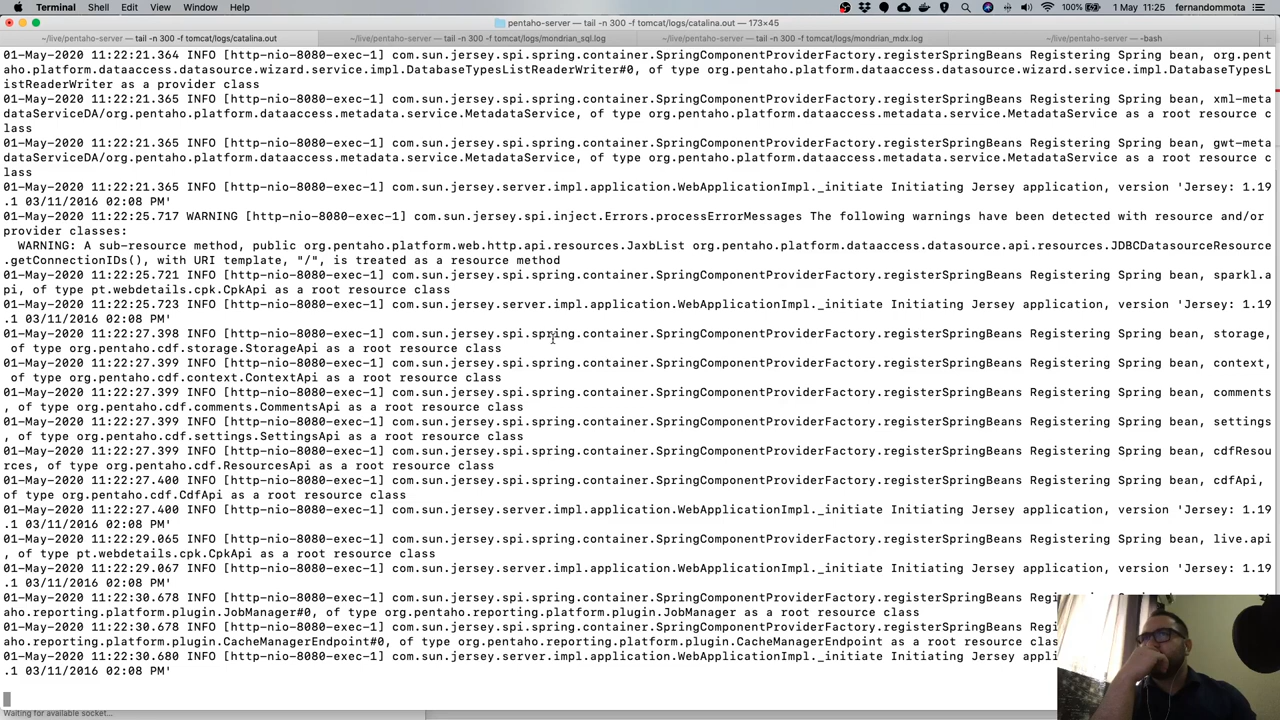 Terminal Shell Edit View Window Help 100% 1 May 11:25 fernandommota
pentaho-server — tail -n 300 -f tomcat/logs/catalina.out — 173×45
~/live/pentaho-server — tail -n 300 -f tomcat/logs/catalina.out ~/live/pentaho-server — tail -n 300 -f tomcat/logs/mondrian_sql.log ~/live/pentaho-server — tail -n 300 -f tomcat/logs/mondrian_mdx.log ~/live/pentaho-server — -bash
01-May-2020 11:22:21.364 INFO [http-nio-8080-exec-1] com.sun.jersey.spi.spring.container.SpringComponentProviderFactory.registerSpringBeans Registering Spring bean, org.pent
aho.platform.dataaccess.datasource.wizard.service.impl.DatabaseTypesListReaderWriter#0, of type org.pentaho.platform.dataaccess.datasource.wizard.service.impl.DatabaseTypesL
istReaderWriter as a provider class
01-May-2020 11:22:21.365 INFO [http-nio-8080-exec-1] com.sun.jersey.spi.spring.container.SpringComponentProviderFactory.registerSpringBeans Registering Spring bean, xml-meta
dataServiceDA/org.pentaho.platform.dataaccess.metadata.service.MetadataService, of type org.pentaho.platform.dataaccess.metadata.service.MetadataService as a root resource c
lass
01-May-2020 11:22:21.365 INFO [http-nio-8080-exec-1] com.sun.jersey.spi.spring.container.SpringComponentProviderFactory.registerSpringBeans Registering Spring bean, gwt-meta
dataServiceDA/org.pentaho.platform.dataaccess.metadata.service.MetadataService, of type org.pentaho.platform.dataaccess.metadata.service.MetadataService as a root resource c
lass
01-May-2020 11:22:21.365 INFO [http-nio-8080-exec-1] com.sun.jersey.server.impl.application.WebApplicationImpl._initiate Initiating Jersey application, version 'Jersey: 1.19
.1 03/11/2016 02:08 PM'
01-May-2020 11:22:25.717 WARNING [http-nio-8080-exec-1] com.sun.jersey.spi.inject.Errors.processErrorMessages The following warnings have been detected with resource and/or
provider classes:
WARNING: A sub-resource method, public org.pentaho.platform.web.http.api.resources.JaxbList org.pentaho.platform.dataaccess.datasource.api.resources.JDBCDatasourceResource
.getConnectionIDs(), with URI template, "/", is treated as a resource method
01-May-2020 11:22:25.721 INFO [http-nio-8080-exec-1] com.sun.jersey.spi.spring.container.SpringComponentProviderFactory.registerSpringBeans Registering Spring bean, sparkl.a
pi, of type pt.webdetails.cpk.CpkApi as a root resource class
01-May-2020 11:22:25.723 INFO [http-nio-8080-exec-1] com.sun.jersey.server.impl.application.WebApplicationImpl._initiate Initiating Jersey application, version 'Jersey: 1.19
.1 03/11/2016 02:08 PM'
01-May-2020 11:22:27.398 INFO [http-nio-8080-exec-1] com.sun.jersey.spi.spring.container.SpringComponentProviderFactory.registerSpringBeans Registering Spring bean, storage,
of type org.pentaho.cdf.storage.StorageApi as a root resource class
01-May-2020 11:22:27.399 INFO [http-nio-8080-exec-1] com.sun.jersey.spi.spring.container.SpringComponentProviderFactory.registerSpringBeans Registering Spring bean, context,
of type org.pentaho.cdf.context.ContextApi as a root resource class
01-May-2020 11:22:27.399 INFO [http-nio-8080-exec-1] com.sun.jersey.spi.spring.container.SpringComponentProviderFactory.registerSpringBeans Registering Spring bean, comments
, of type org.pentaho.cdf.comments.CommentsApi as a root resource class
01-May-2020 11:22:27.399 INFO [http-nio-8080-exec-1] com.sun.jersey.spi.spring.container.SpringComponentProviderFactory.registerSpringBeans Registering Spring bean, settings
, of type org.pentaho.cdf.settings.SettingsApi as a root resource class
01-May-2020 11:22:27.399 INFO [http-nio-8080-exec-1] com.sun.jersey.spi.spring.container.SpringComponentProviderFactory.registerSpringBeans Registering Spring bean, cdfResou
rces, of type org.pentaho.cdf.ResourcesApi as a root resource class
01-May-2020 11:22:27.400 INFO [http-nio-8080-exec-1] com.sun.jersey.spi.spring.container.SpringComponentProviderFactory.registerSpringBeans Registering Spring bean, cdfApi,
of type org.pentaho.cdf.CdfApi as a root resource class
01-May-2020 11:22:27.400 INFO [http-nio-8080-exec-1] com.sun.jersey.server.impl.application.WebApplicationImpl._initiate Initiating Jersey application, version 'Jersey: 1.19
.1 03/11/2016 02:08 PM'
01-May-2020 11:22:29.065 INFO [http-nio-8080-exec-1] com.sun.jersey.spi.spring.container.SpringComponentProviderFactory.registerSpringBeans Registering Spring bean, live.api
, of type pt.webdetails.cpk.CpkApi as a root resource class
01-May-2020 11:22:29.067 INFO [http-nio-8080-exec-1] com.sun.jersey.server.impl.application.WebApplicationImpl._initiate Initiating Jersey application, version 'Jersey: 1.19
.1 03/11/2016 02:08 PM'
01-May-2020 11:22:30.678 INFO [http-nio-8080-exec-1] com.sun.jersey.spi.spring.container.SpringComponentProviderFactory.registerSpringBeans Regi
aho.reporting.platform.plugin.JobManager#0, of type org.pentaho.reporting.platform.plugin.JobManager as a root resource class
01-May-2020 11:22:30.678 INFO [http-nio-8080-exec-1] com.sun.jersey.spi.spring.container.SpringComponentProviderFactory.registerSpringBeans Regi
aho.reporting.platform.plugin.CacheManagerEndpoint#0, of type org.pentaho.reporting.platform.plugin.CacheManagerEndpoint as a root resource clas
01-May-2020 11:22:30.680 INFO [http-nio-8080-exec-1] com.sun.jersey.server.impl.application.WebApplicationImpl._initiate Initiating Jersey appli
.1 03/11/2016 02:08 PM'
Waiting for available socket...